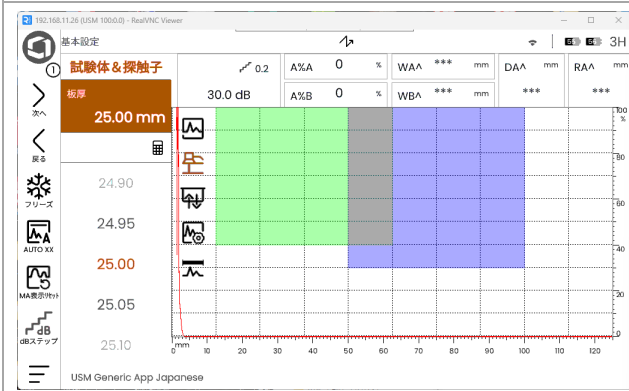 192.168.11.26 (USM 100:0.0) - RealVNC Viewer
基本設定
3H
1
試験体&探触子
0.2
30.0 dB
A%A 0 %
A%B 0 %
WA^ *** mm
WB^ *** mm
DA^ mm
***
RA^ mm
***
板厚
25.00 mm
24.90
24.95
25.00
25.05
25.10
次へ
戻る
フリーズ
AUTO XX
MA表示リセット
dB
dBステップ
100
%
80
60
40
20
0
0 mm 10 20 30 40 50 60 70 80 90 100 110 120
USM Generic App Japanese